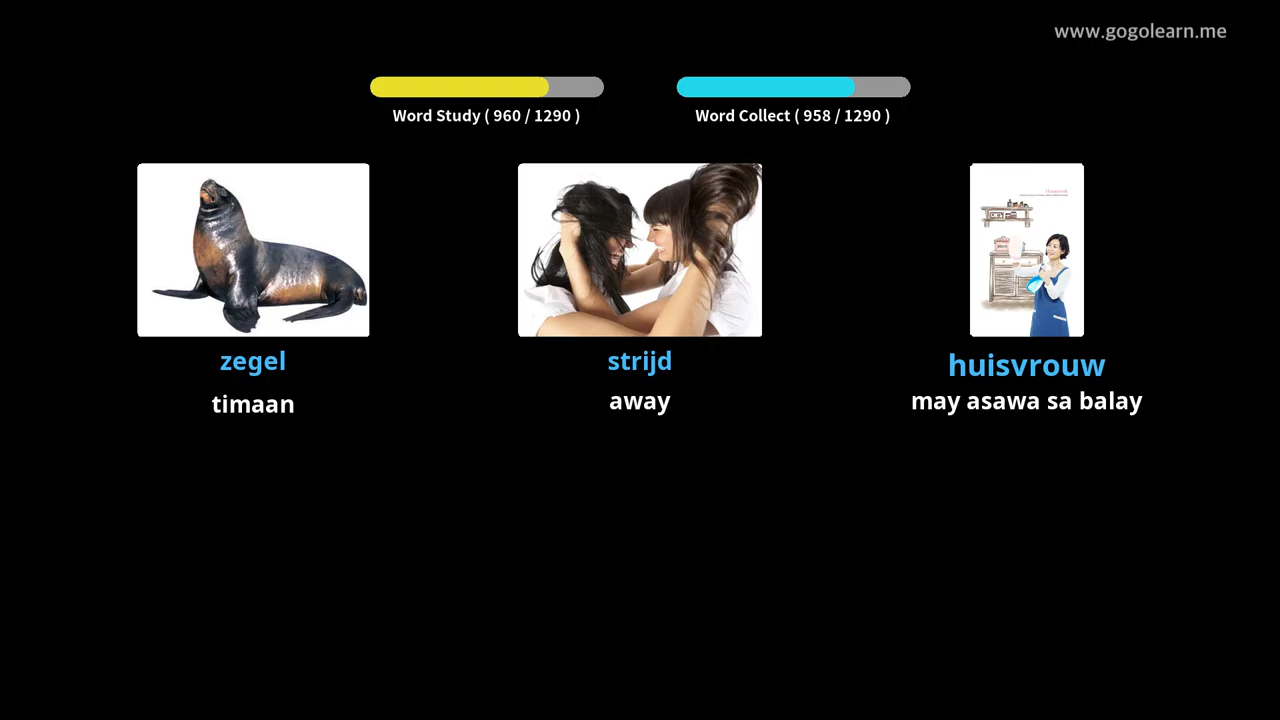 www.gogolearn.me
Word Study ( 960 / 1290 )
Word Collect ( 958 / 1290 )
zegel
strijd
huisvrouw
timaan
away
may asawa sa balay